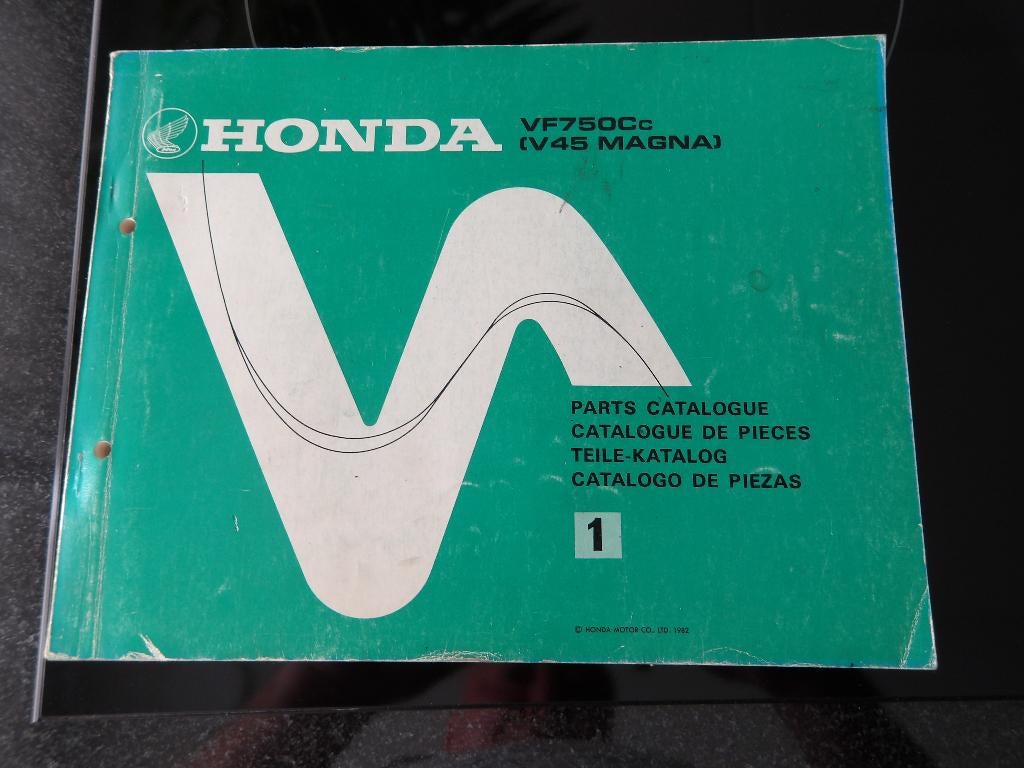 HONDA
VF750Cc
(V45 MAGNA)
PARTS CATALOGUE
CATALOGUE DE PIECES
TEILE-KATALOG
CATALOGO DE PIEZAS
1
© HONDA MOTOR CO., LTD. 1982